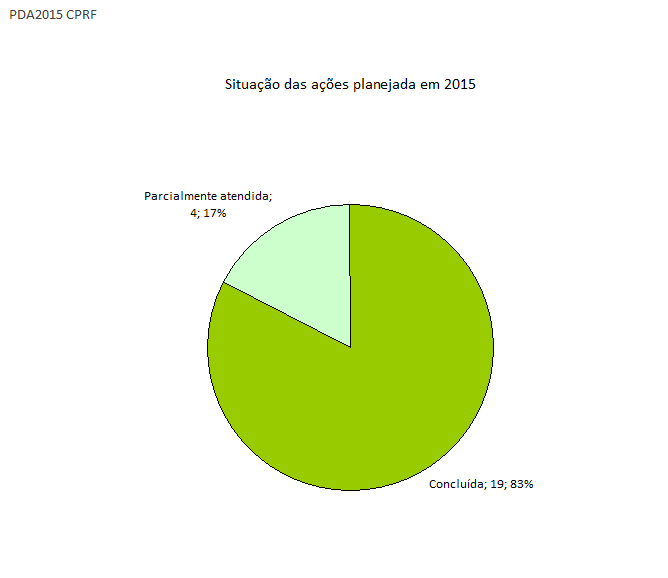 PDA2015 CPRF
Situação das ações planejada em 2015
Parcialmente atendida;
4; 17%
Concluída; 19; 83%